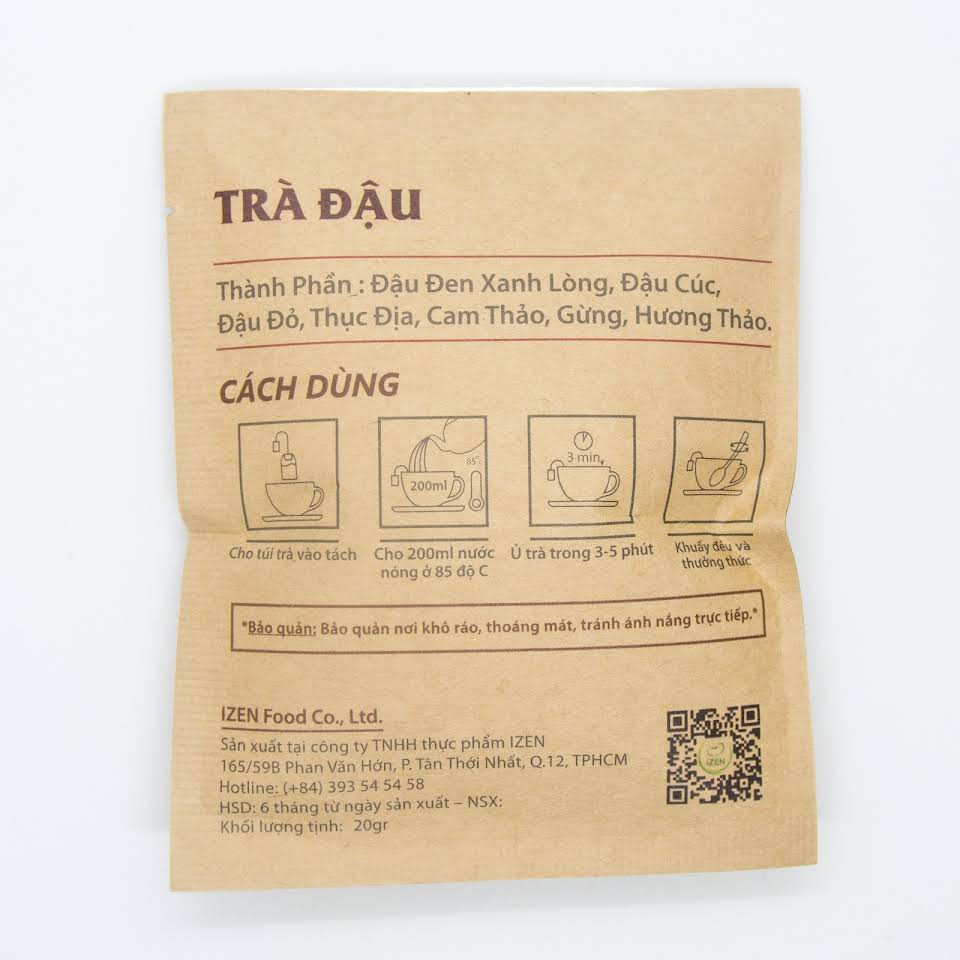 TRÀ ĐẬU
Thành Phần : Đậu Đen Xanh Lòng, Đậu Cúc,
Đậu Đỏ, Thục Địa, Cam Thảo, Gừng, Hương Thảo.
CÁCH DÙNG
85°C
200ml
3 min
Cho túi trà vào tách
Cho 200ml nước
nóng ở 85 độ C
Ủ trà trong 3-5 phút
Khuấy đều và
thưởng thức
*Bảo quản: Bảo quản nơi khô ráo, thoáng mát, tránh ánh nắng trực tiếp.*
IZEN Food Co., Ltd.
Sản xuất tại công ty TNHH thực phẩm IZEN
165/59B Phan Văn Hớn, P. Tân Thới Nhất, Q.12, TPHCM
Hotline: (+84) 393 54 54 58
HSD: 6 tháng từ ngày sản xuất – NSX:
Khối lượng tịnh: 20gr
iZEN